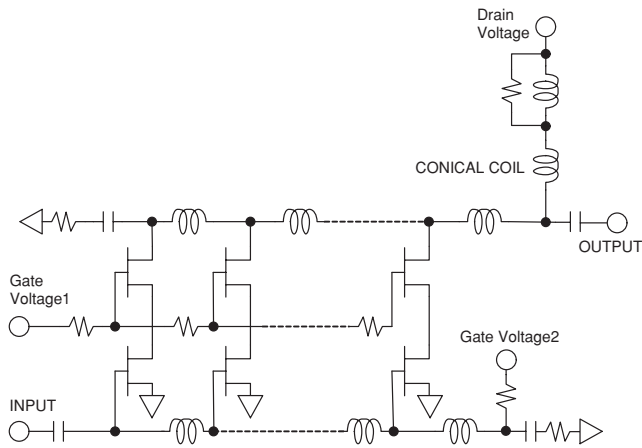 Drain
Voltage
CONICAL COIL
OUTPUT
Gate
Voltage1
Gate Voltage2
INPUT